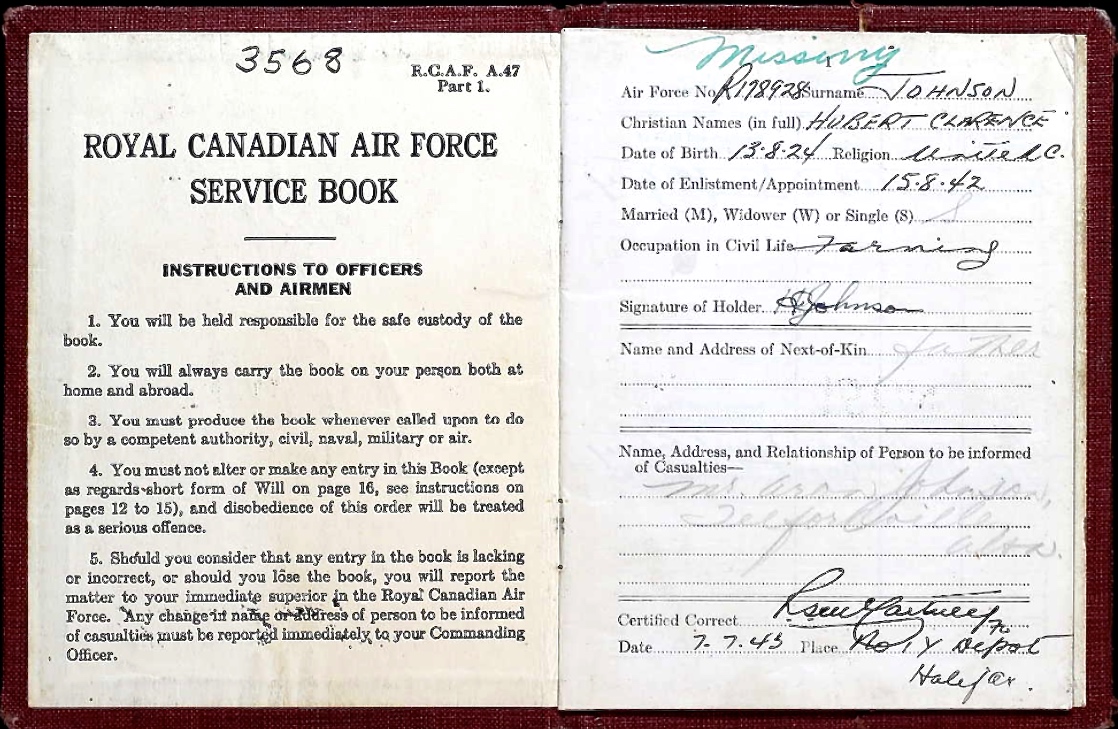 3568
R.C.A.F. A.47
Part 1.
ROYAL CANADIAN AIR FORCE
SERVICE BOOK
INSTRUCTIONS TO OFFICERS
AND AIRMEN
1. You will be held responsible for the safe custody of the
book.
2. You will always carry the book on your person both at
home and abroad.
3. You must produce the book whenever called upon to do
so by a competent authority, civil, naval, military or air.
4. You must not alter or make any entry in this Book (except
as regards short form of Will on page 16, see instructions on
pages 12 to 15), and disobedience of this order will be treated
as a serious offence.
5. Should you consider that any entry in the book is lacking
or incorrect, or should you lose the book, you will report the
matter to your immediate superior in the Royal Canadian Air
Force. Any change in name or address of person to be informed
of casualties must be reported immediately to your Commanding
Officer.
Missing
1
Air Force No. R178928 Surname JOHNSON
Christian Names (in full) HUBERT CLARENCE
Date of Birth 13.8.24 Religion United C.
Date of Enlistment/Appointment 15.8.42
Married (M), Widower (W) or Single (S) S
Occupation in Civil Life Farming
Signature of Holder H Johnson
Name and Address of Next-of-Kin father
Name, Address, and Relationship of Person to be informed
of Casualties—
Mr Johnson,
Alta.
Certified Correct
Date 7.7.43 Place No 1 Y Depot
Halifax.